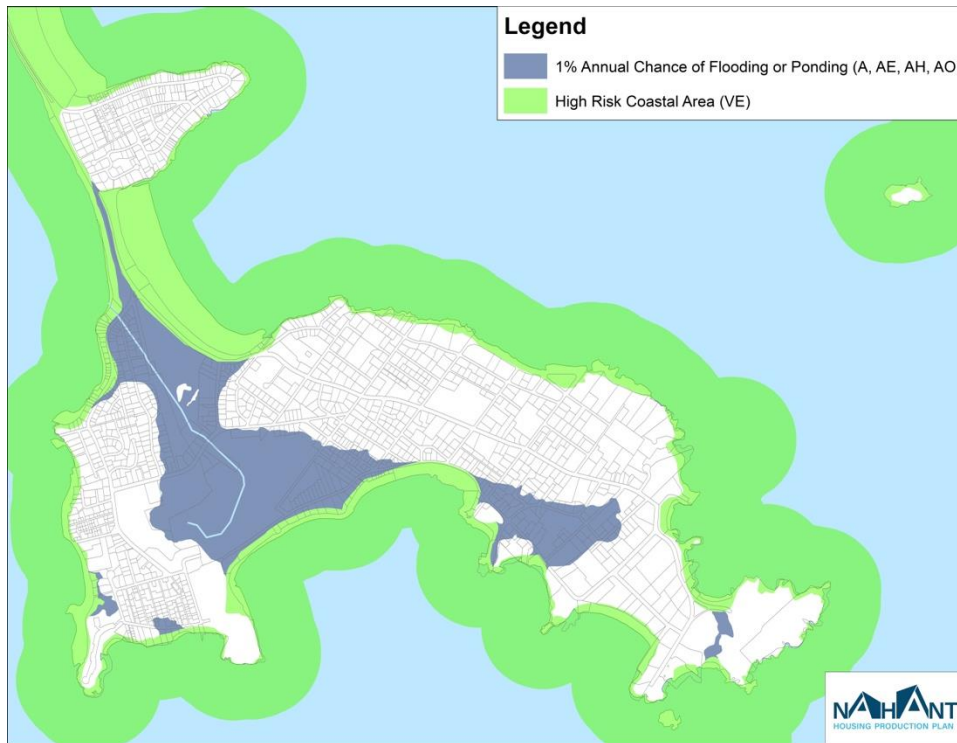 Legend
1% Annual Chance of Flooding or Ponding (A, AE, AH, AO
High Risk Coastal Area (VE)
NAHANT
HOUSING PRODUCTION PLAN